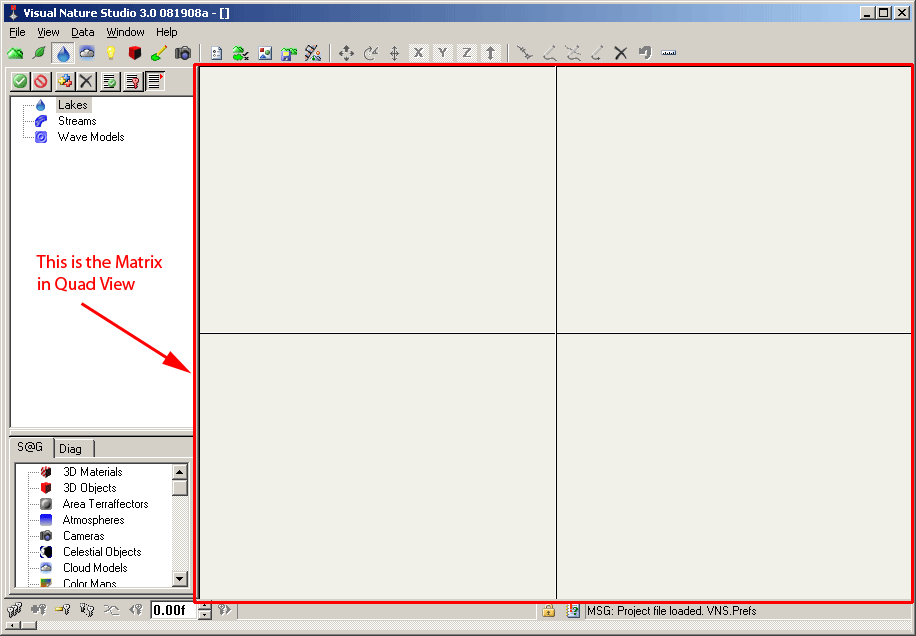 Visual Nature Studio 3.0 081908a - []
File View Data Window Help
X Y Z
Lakes
Streams
Wave Models
This is the Matrix
in Quad View
S@G Diag
3D Materials
3D Objects
Area Terraffectors
Atmospheres
Cameras
Celestial Objects
Cloud Models
Color Maps
0.00f
MSG: Project file loaded. VNS.Prefs